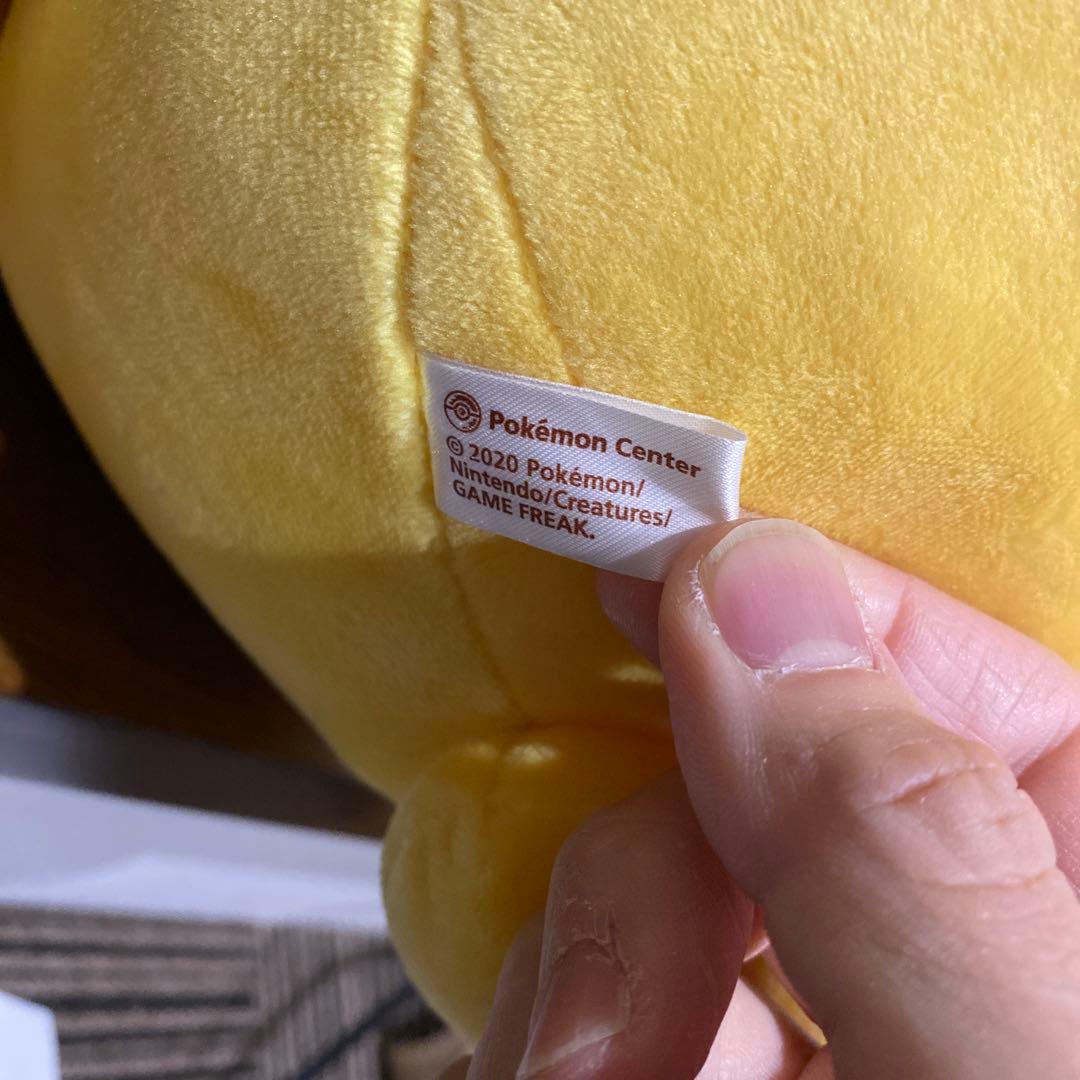 Pokémon Center
© 2020 Pokémon/
Nintendo/Creatures/
GAME FREAK.